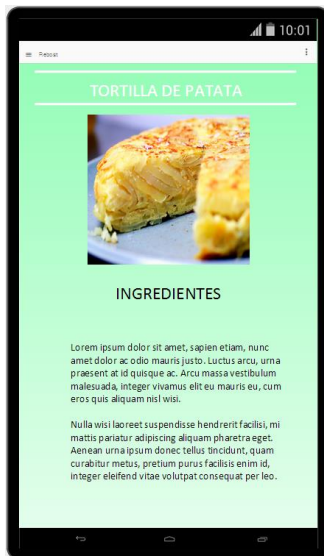 10:01
TORTILLA DE PATATA
INGREDIENTES
Lorem ipsum dolor sit amet, sapien etiam, nunc
amet dolor ac odio mauris justo. Luctus arcu, urna
praesent at id quisque ac. Arcu massa vestibulum
malesuada, integer vivamus elit eu mauris eu, cum
eros quis aliquam nisl wisi.
Nulla wisi laoreet suspendisse hendrerit facilisi, mi
mattis pariatur adipiscing aliquam pharetra eget.
Aenean urna ipsum donec tellus tincidunt, quam
curabitur metus, pretium purus facilisis enim id,
integer eleifend vitae volutpat consequat per leo.